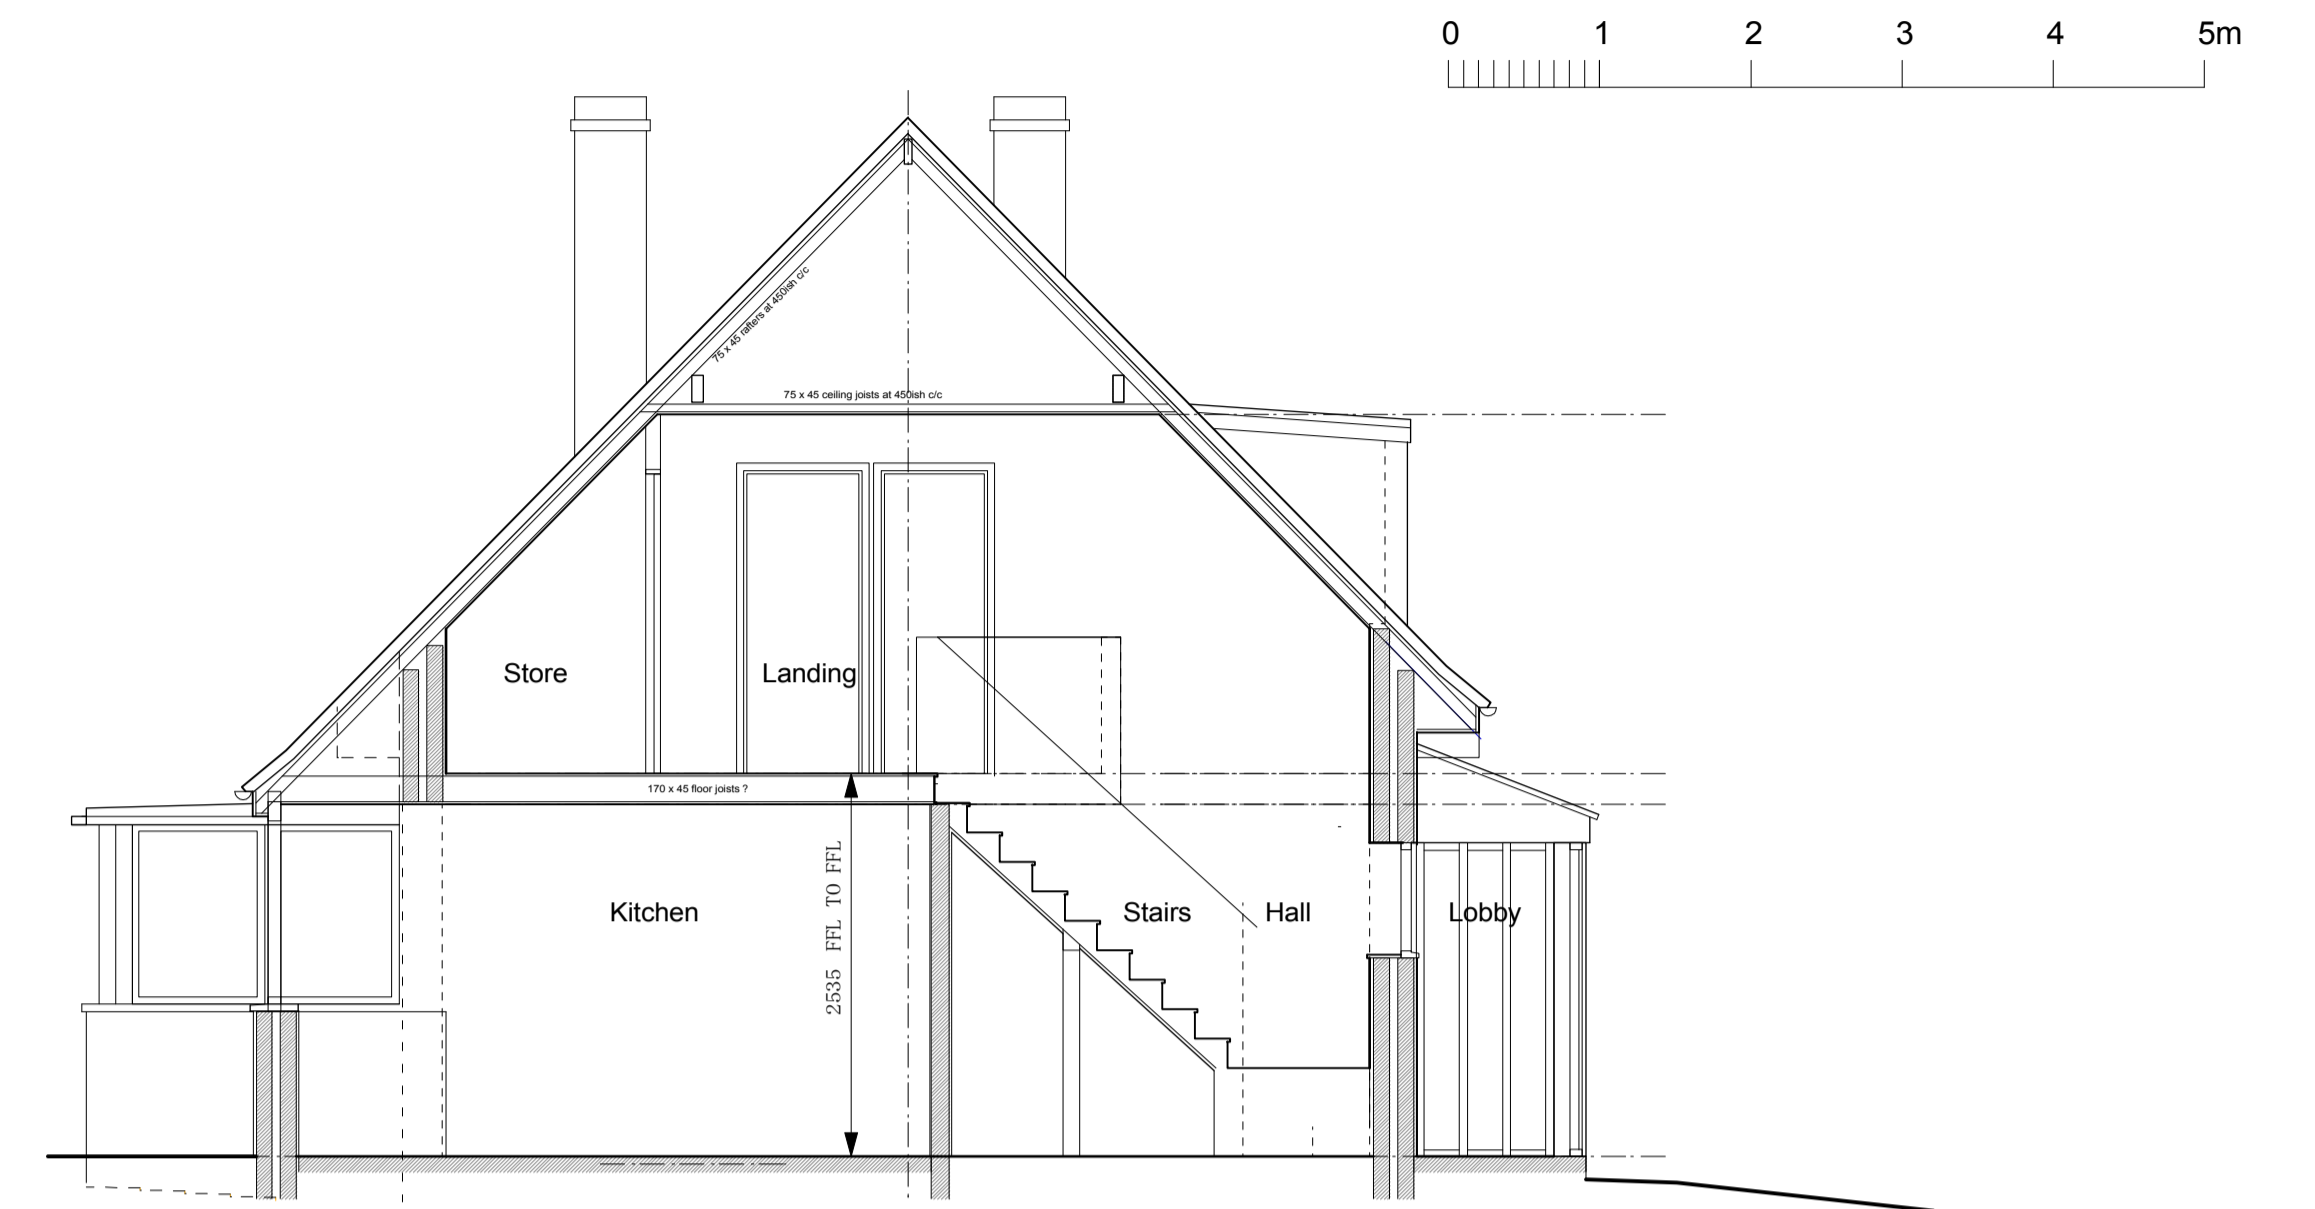 0 1 2 3 4 5m
75 x 45 rafters at 450ish c/c
75 x 45 ceiling joists at 450ish c/c
Store
Landing
170 x 45 floor joists ?
2535 FFL TO FFL
Kitchen
Stairs
Hall
Lobby